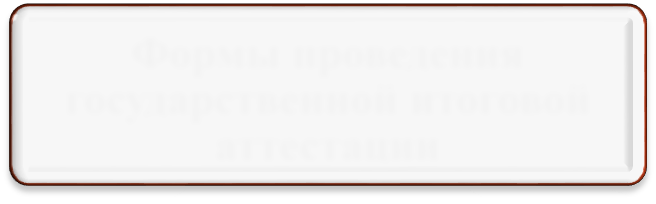 Формы проведения
государственной итоговой
аттестации